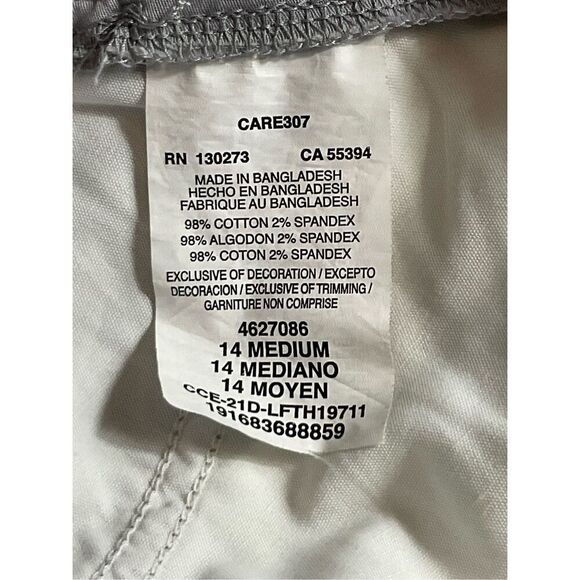 CARE307
RN 130273 CA 55394
MADE IN BANGLADESH
HECHO EN BANGLADESH
FABRIQUE AU BANGLADESH
98% COTTON 2% SPANDEX
98% ALGODON 2% SPANDEX
98% COTON 2% SPANDEX
EXCLUSIVE OF DECORATION / EXCEPTO
DECORACION / EXCLUSIVE OF TRIMMING /
GARNITURE NON COMPRISE
4627086
14 MEDIUM
14 MEDIANO
14 MOYEN
CCE-21D-LFTH19711
191683688859